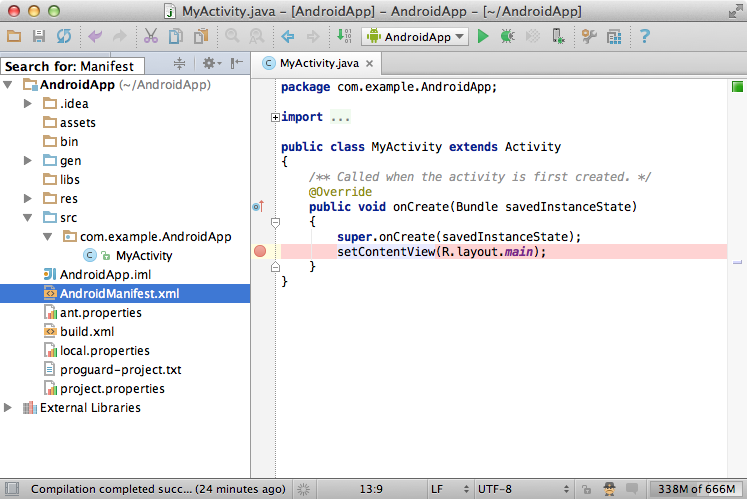 MyActivity.java - [AndroidApp] - AndroidApp - [~/AndroidApp]
AndroidApp
Search for: Manifest
MyActivity.java
AndroidApp (~/AndroidApp)
.idea
assets
bin
gen
libs
res
src
com.example.AndroidApp
MyActivity
AndroidApp.iml
AndroidManifest.xml
ant.properties
build.xml
local.properties
proguard-project.txt
project.properties
External Libraries
package com.example.AndroidApp;
import ...
public class MyActivity extends Activity
{
/** Called when the activity is first created. */
@Override
public void onCreate(Bundle savedInstanceState)
{
super.onCreate(savedInstanceState);
setContentView(R.layout.main);
}
}
Compilation completed succ... (24 minutes ago)
13:9
LF
UTF-8
338M of 666M